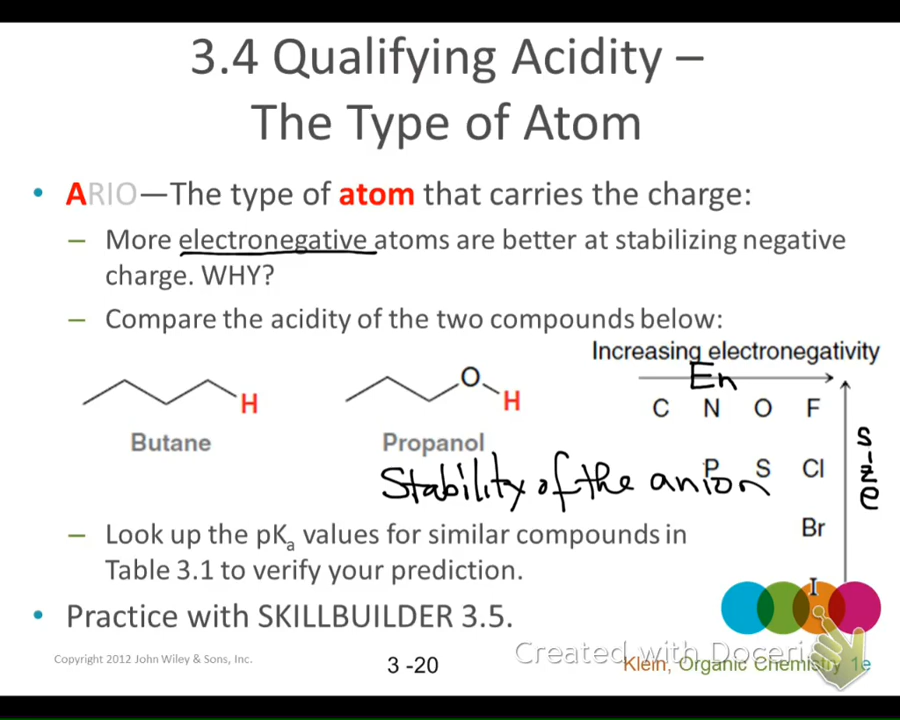 3.4 Qualifying Acidity –
The Type of Atom
• ARIO—The type of atom that carries the charge:
– More electronegative atoms are better at stabilizing negative
charge. WHY?
– Compare the acidity of the two compounds below:
Increasing electronegativity
En
O
H
H
C N O F
Butane
Propanol
size
P S Cl
Stability of the anion
Br
– Look up the pKa values for similar compounds in
Table 3.1 to verify your prediction.
I
• Practice with SKILLBUILDER 3.5.
Copyright 2012 John Wiley & Sons, Inc.
3 -20
Created with Doceri
Klein, Organic Chemistry 1e